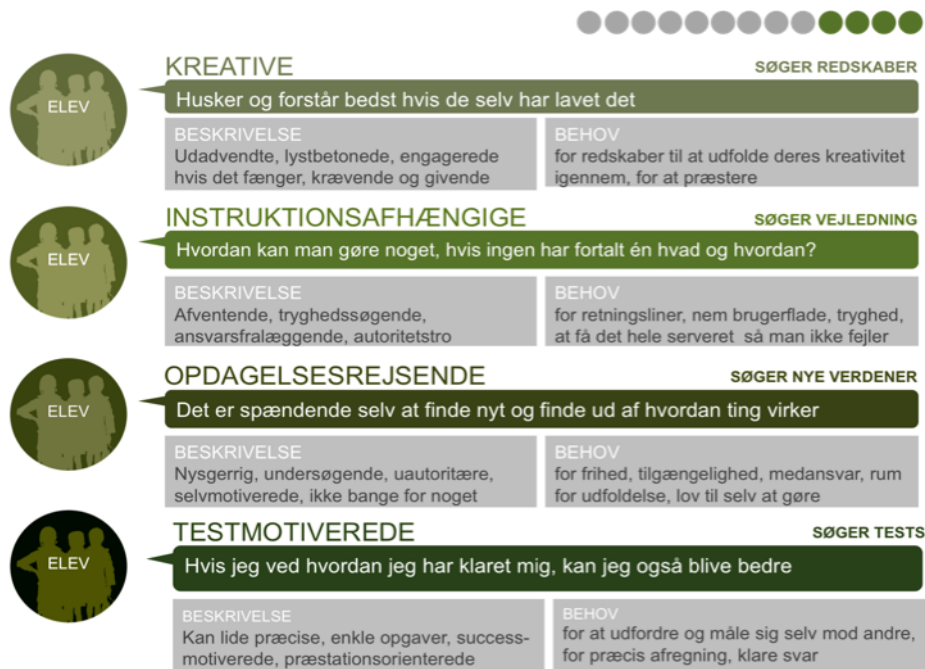 KREATIVE
SØGER REDSKABER
ELEV
Husker og forstår bedst hvis de selv har lavet det
BESKRIVELSE
Udadvendte, lystbetonede, engagerede
hvis det fænger, krævende og givende
BEHOV
for redskaber til at udfolde deres kreativitet
igennem, for at præstere
INSTRUKTIONSAFHÆNGIGE
SØGER VEJLEDNING
ELEV
Hvordan kan man gøre noget, hvis ingen har fortalt én hvad og hvordan?
BESKRIVELSE
Afventende, tryghedssøgende,
ansvarsfralæggende, autoritetstro
BEHOV
for retningsliner, nem brugerflade, tryghed,
at få det hele serveret så man ikke fejler
OPDAGELSESREJSENDE
SØGER NYE VERDENER
ELEV
Det er spændende selv at finde nyt og finde ud af hvordan ting virker
BESKRIVELSE
Nysgerrig, undersøgende, uautoritære,
selvmotiverede, ikke bange for noget
BEHOV
for frihed, tilgængelighed, medansvar, rum
for udfoldelse, lov til selv at gøre
TESTMOTIVEREDE
SØGER TESTS
ELEV
Hvis jeg ved hvordan jeg har klaret mig, kan jeg også blive bedre
BESKRIVELSE
Kan lide præcise, enkle opgaver, success-
motiverede, præstationsorienterede
BEHOV
for at udfordre og måle sig selv mod andre,
for præcis afregning, klare svar